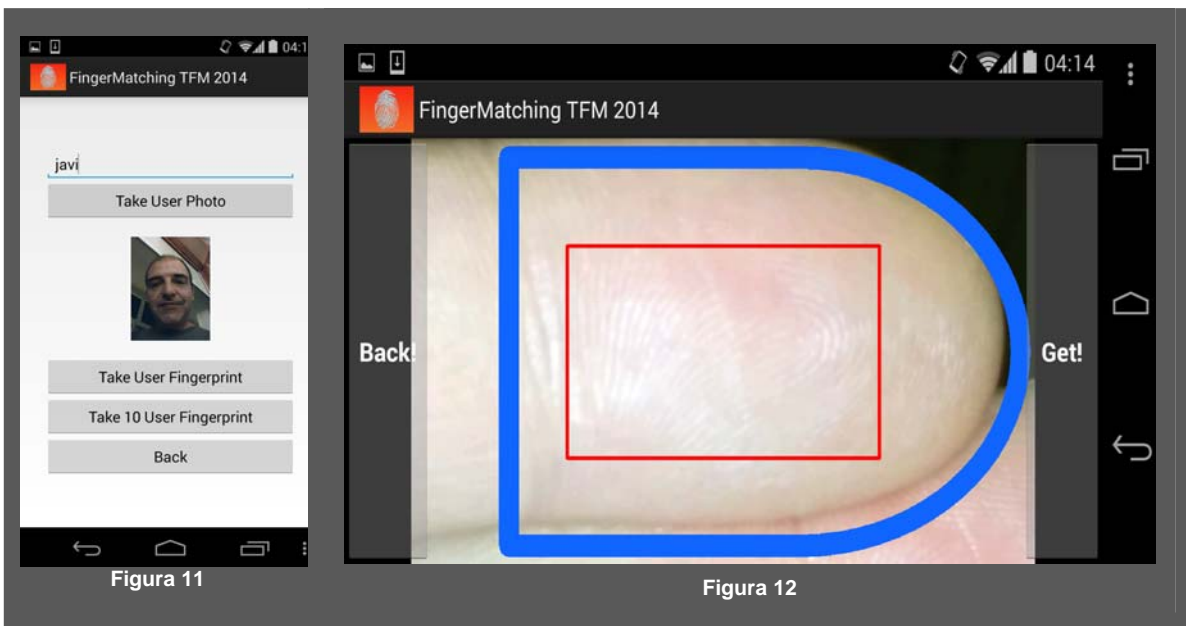 04:1
FingerMatching TFM 2014
javi
Take User Photo
Take User Fingerprint
Take 10 User Fingerprint
Back
Figura 11
04:14
FingerMatching TFM 2014
Back!
Get!
Figura 12